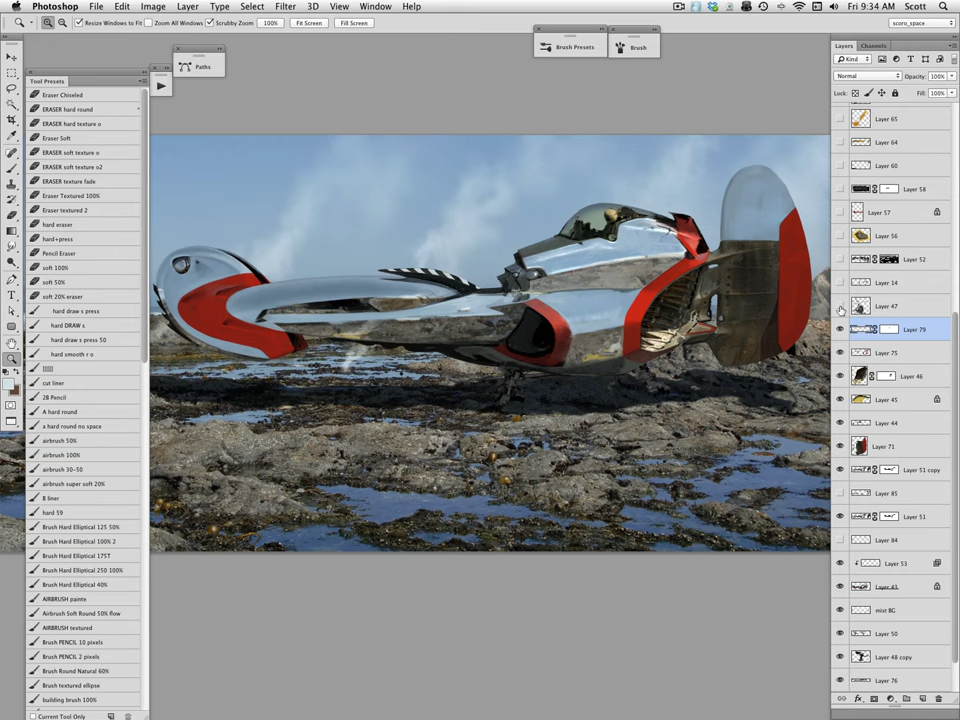 Photoshop File Edit Image Layer Select Filter 3D View Window Help Fri 9:34 AM Scott
Resize Windows to Fit Zoom All Windows Scrubby Zoom 100% Fit Screen Fill Screen
Paths
Brush Presets
Brush
Tool Presets
Eraser Chiseled
ERASER hard round
ERASER hard texture o
Eraser Soft
ERASER soft texture o
ERASER soft texture o2
ERASER texture fade
Eraser Textured 100%
Eraser textured 2
hard eraser
hard+press
Pencil Eraser
soft 100%
soft 50%
soft 20% eraser
hard draw s press
hard DRAW s
hard draw s press 2
hard smooth r o
cut liner
2B Pencil
A hard round
a hard round no space
airbrush 50%
airbrush 100%
airbrush 30-50
airbrush super soft 20%
B liner
hard 59
Brush Hard Elliptical 125 50%
Brush Hard Elliptical 100% 2
Brush Hard Elliptical 175T
Brush Hard Elliptical 250 100%
Brush Hard Elliptical 40%
AIRBRUSH painte
Airbrush Soft Round 50% flow
AIRBRUSH textured
Brush PENCIL 10 pixels
Brush PENCIL 2 pixels
Brush Round Natural 60%
Brush textured ellipse
building brush 100%
Current Tool Only
Layers Channels
Kind
Normal Opacity: 100%
Lock: Fill: 100%
Layer 65
Layer 64
Layer 60
Layer 58
Layer 57
Layer 56
Layer 52
Layer 14
Layer 47
Layer 79
Layer 75
Layer 46
Layer 45
Layer 44
Layer 71
Layer 51 copy
Layer 85
Layer 51
Layer 84
Layer 53
Layer 43
mist BG
Layer 50
Layer 48 copy
Layer 76
scoro_space